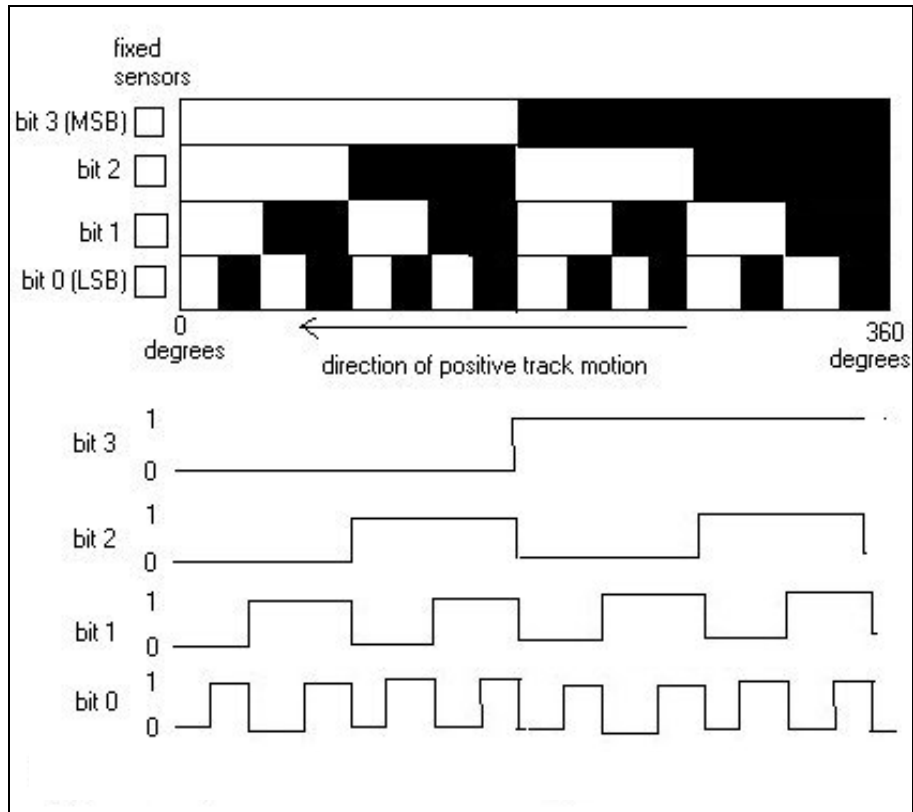 fixed
sensors
bit 3 (MSB)
bit 2
bit 1
bit 0 (LSB)
0
degrees
direction of positive track motion
360
degrees
bit 3
1
0
bit 2
1
0
bit 1
1
0
bit 0
1
0